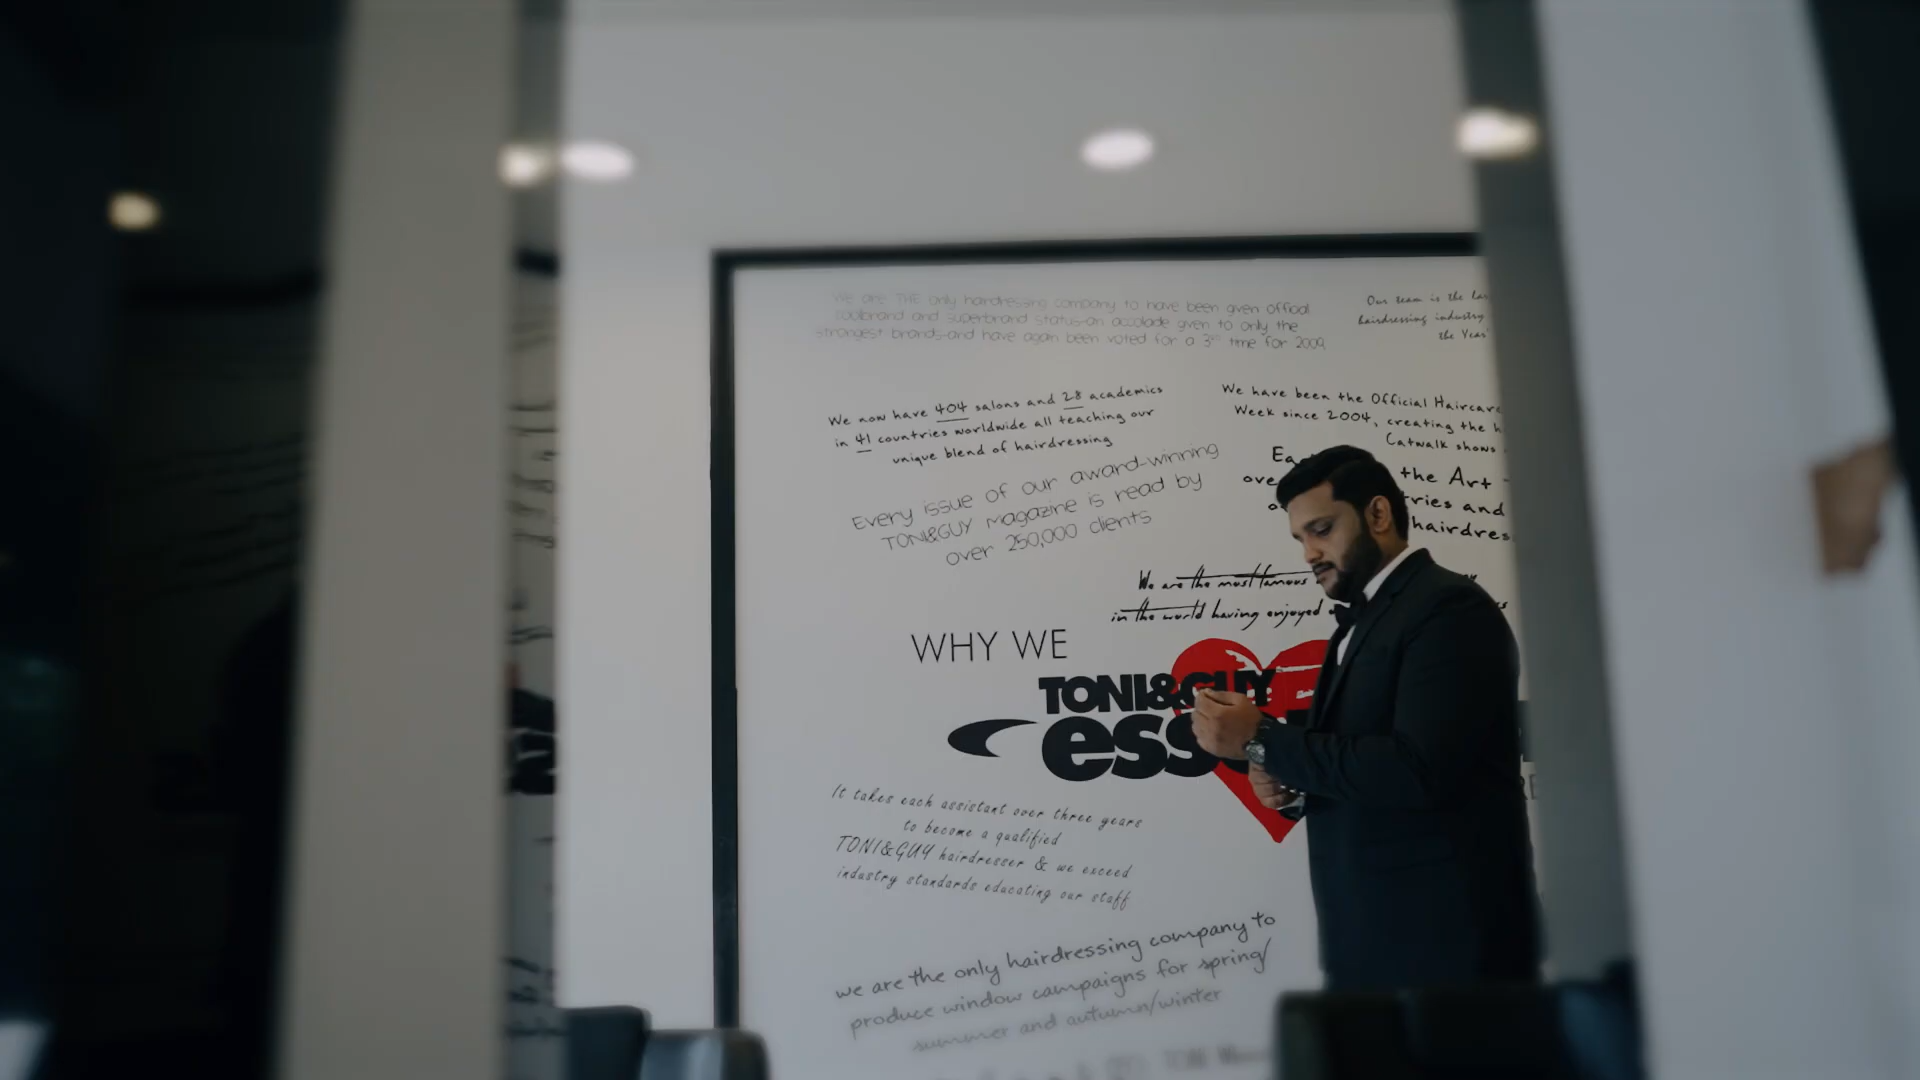 We are THE only hairdressing company to have been given official
coolbrand and superbrand status-an accolade given to only the
strongest brands-and have again been voted for a 3rd time for 2009.
Our team is the
hairdressing industry
the Year
We now have 404 salons and 28 academics
in 41 countries worldwide all teaching our
unique blend of hairdressing
We have been the Official Haircare
Week since 2004, creating the
Catwalk shows
Every issue of our award-winning
TONI&GUY Magazine is read by
over 250,000 clients
the Art
and
We are the most famous
in the world having enjoyed
WHY WE
TONI&GUY
ess
It takes each assistant over three years
to become a qualified
TONI&GUY hairdresser & we exceed
industry standards educating our staff
we are the only hairdressing company to
produce window campaigns for spring/
summer and autumn/winter